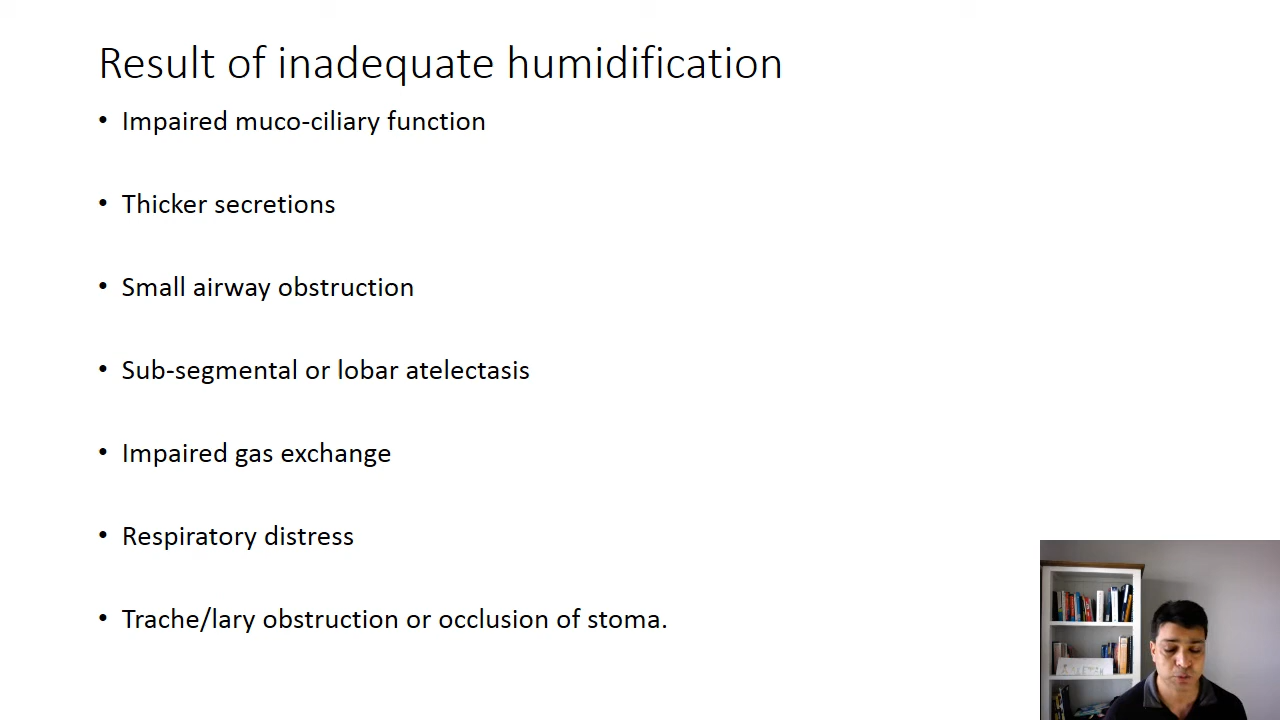 Result of inadequate humidification
• Impaired muco-ciliary function
• Thicker secretions
• Small airway obstruction
• Sub-segmental or lobar atelectasis
• Impaired gas exchange
• Respiratory distress
• Trache/lary obstruction or occlusion of stoma.